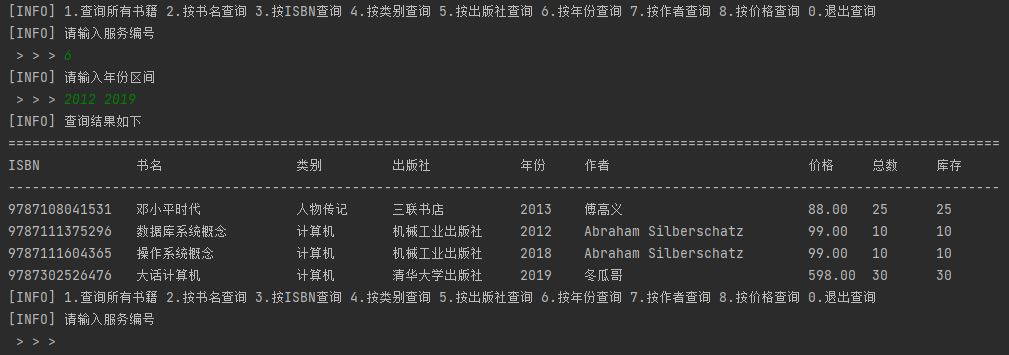 [INFO] 1.查询所有书籍 2.按书名查询 3.按ISBN查询 4.按类别查询 5.按出版社查询 6.按年份查询 7.按作者查询 8.按价格查询 0.退出查询
[INFO] 请输入服务编号
> > > 6
[INFO] 请输入年份区间
> > > 2012 2019
[INFO] 查询结果如下
ISBN 书名 类别 出版社 年份 作者 价格 总数 库存
9787108041531 邓小平时代 人物传记 三联书店 2013 傅高义 88.00 25 25
9787111375296 数据库系统概念 计算机 机械工业出版社 2012 Abraham Silberschatz 99.00 10 10
9787111604365 操作系统概念 计算机 机械工业出版社 2018 Abraham Silberschatz 99.00 10 10
9787302526476 大话计算机 计算机 清华大学出版社 2019 冬瓜哥 598.00 30 30
[INFO] 1.查询所有书籍 2.按书名查询 3.按ISBN查询 4.按类别查询 5.按出版社查询 6.按年份查询 7.按作者查询 8.按价格查询 0.退出查询
[INFO] 请输入服务编号
> > >